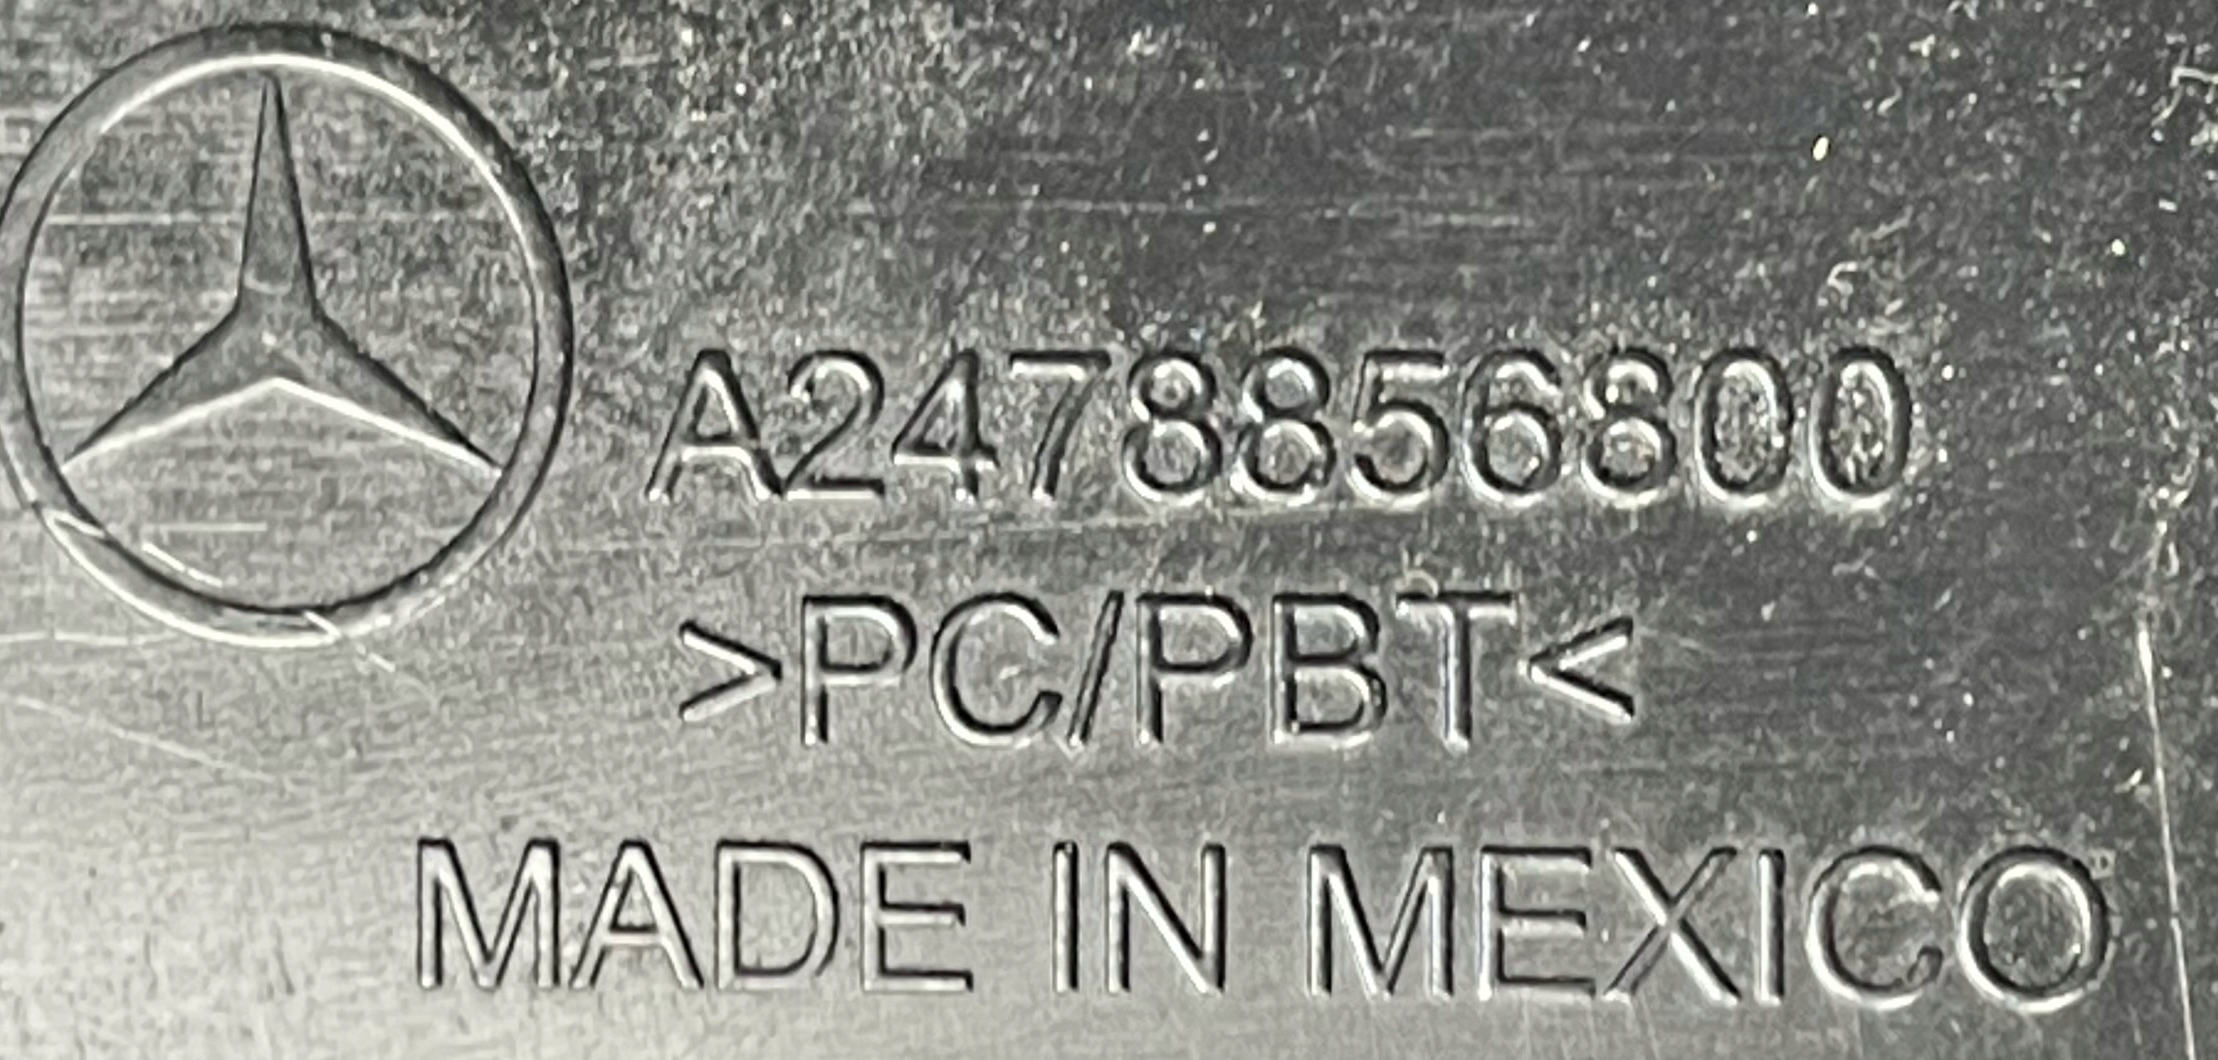 A2478856800
>PC/PBT<
MADE IN MEXICO